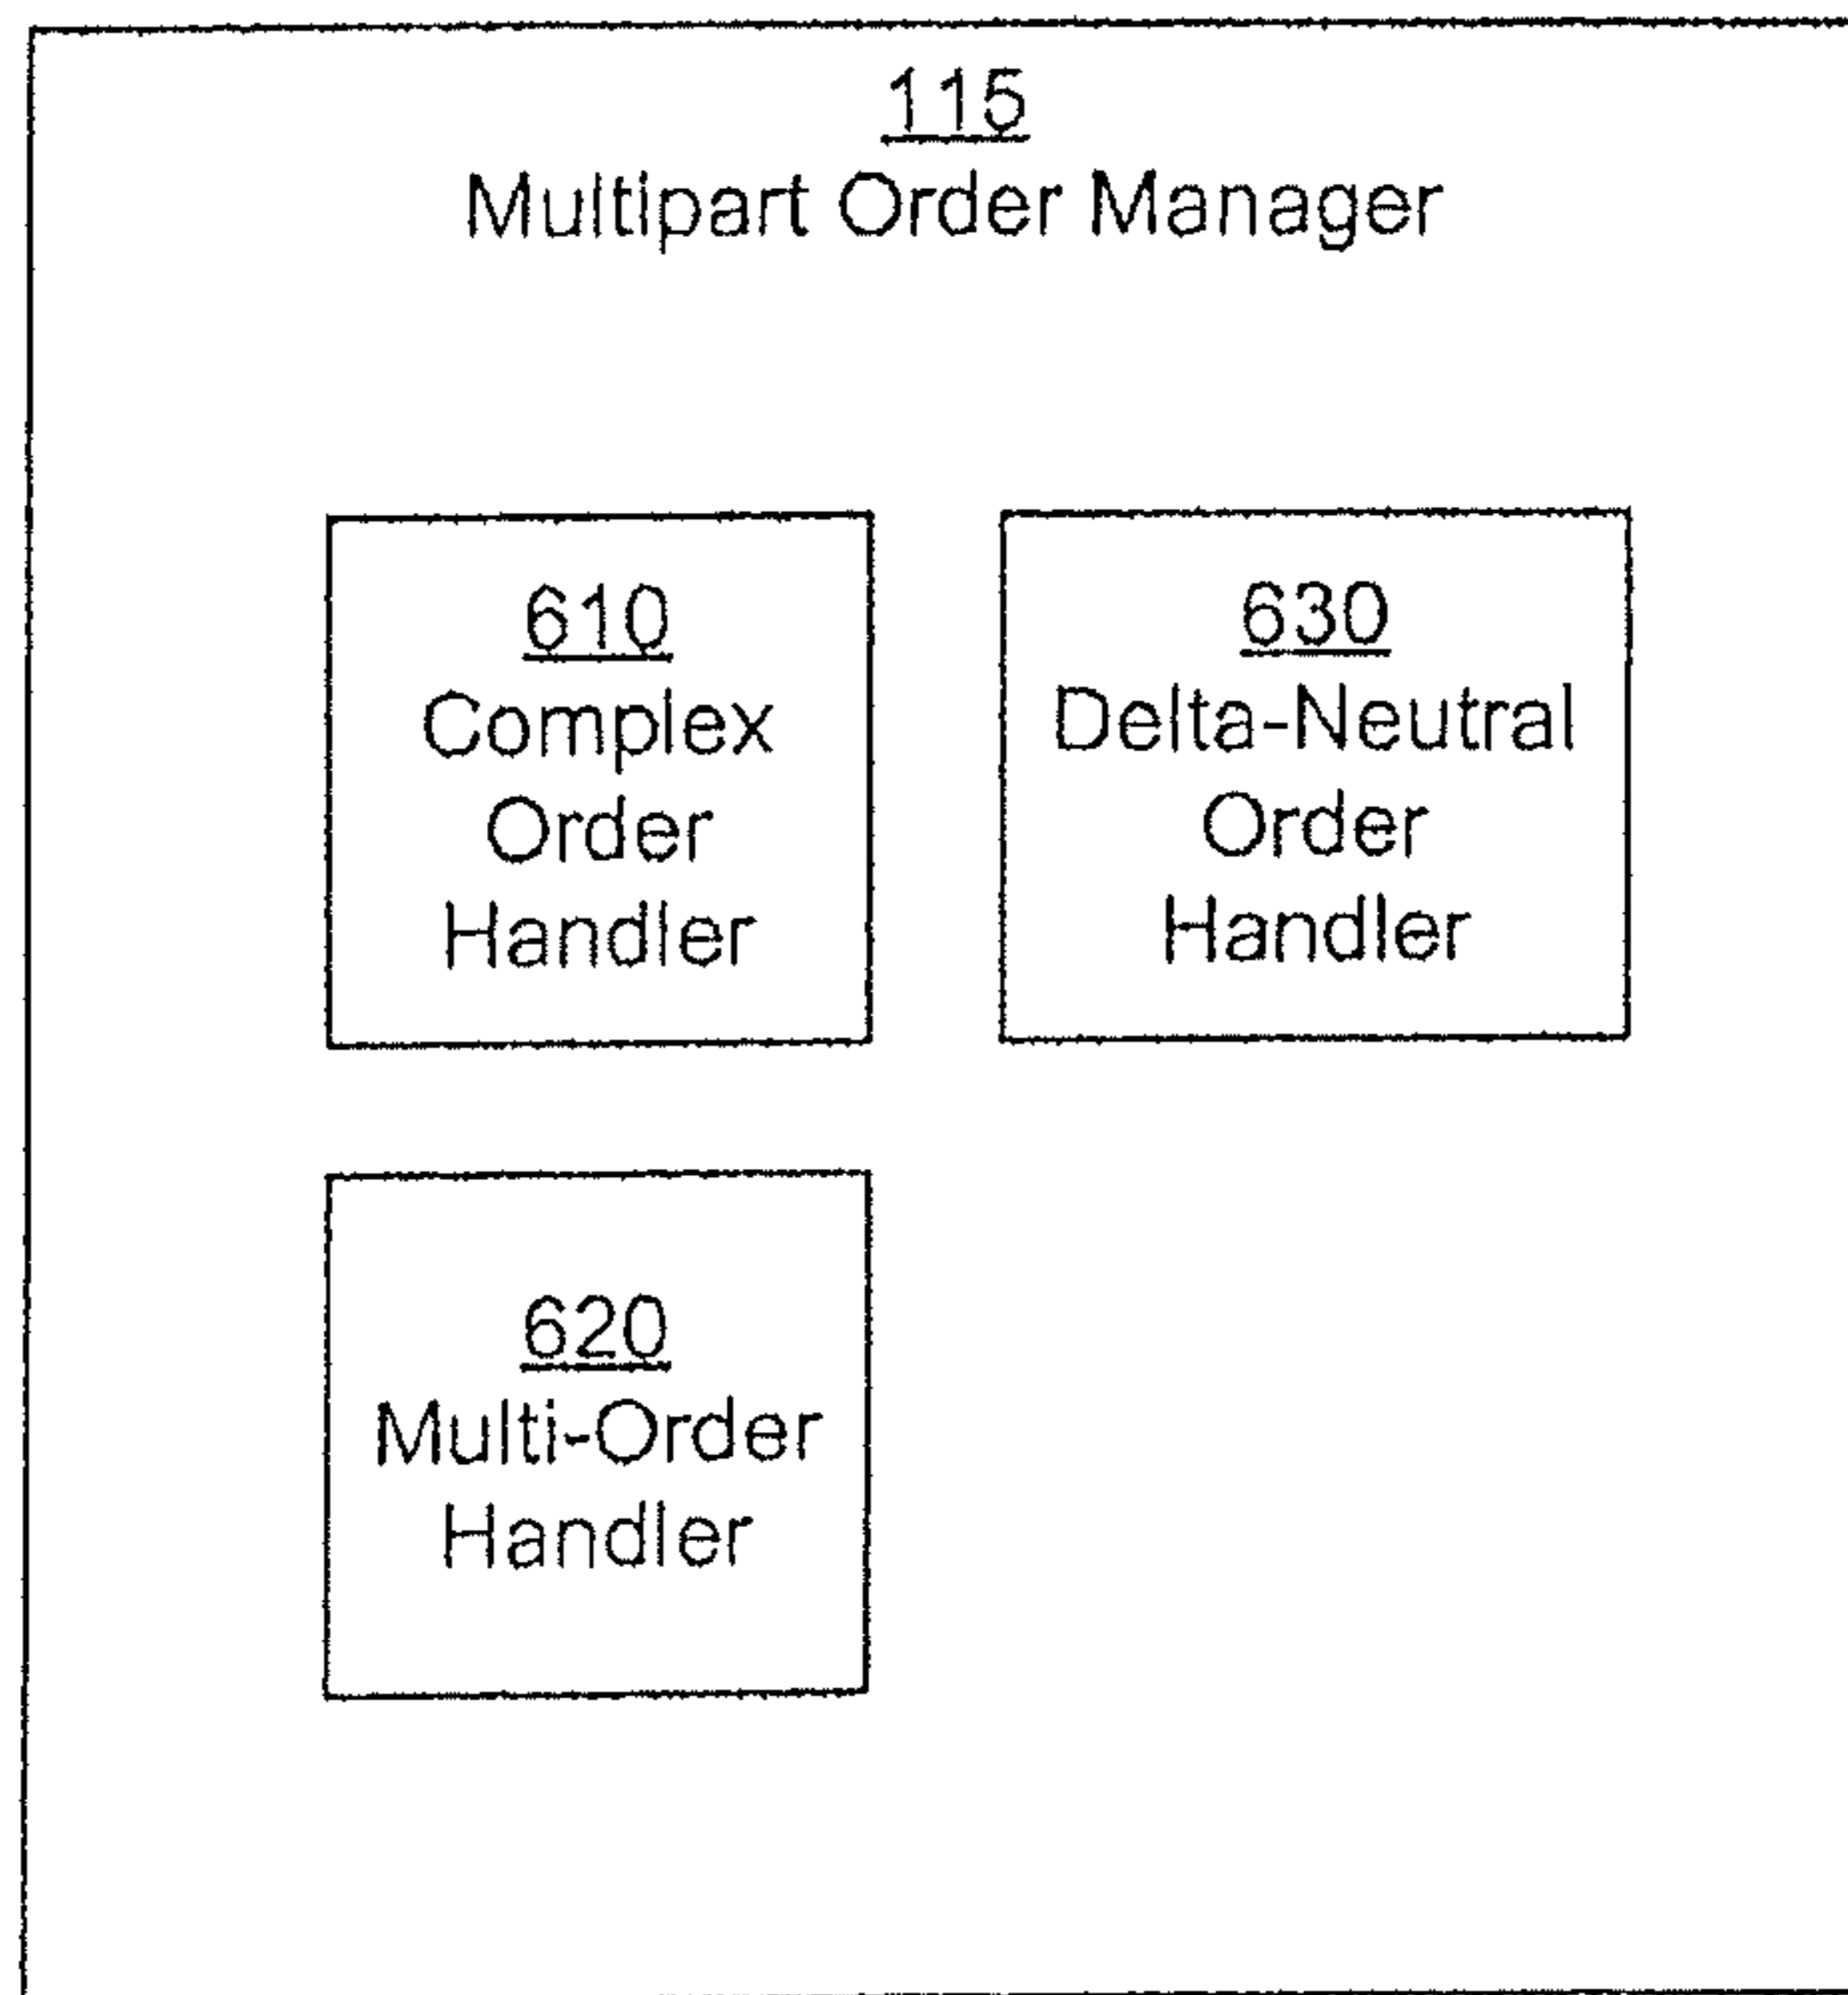 115
Multipart Order Manager
610
Complex
Order
Handler
630
Delta-Neutral
Order
Handler
620
Multi-Order
Handler